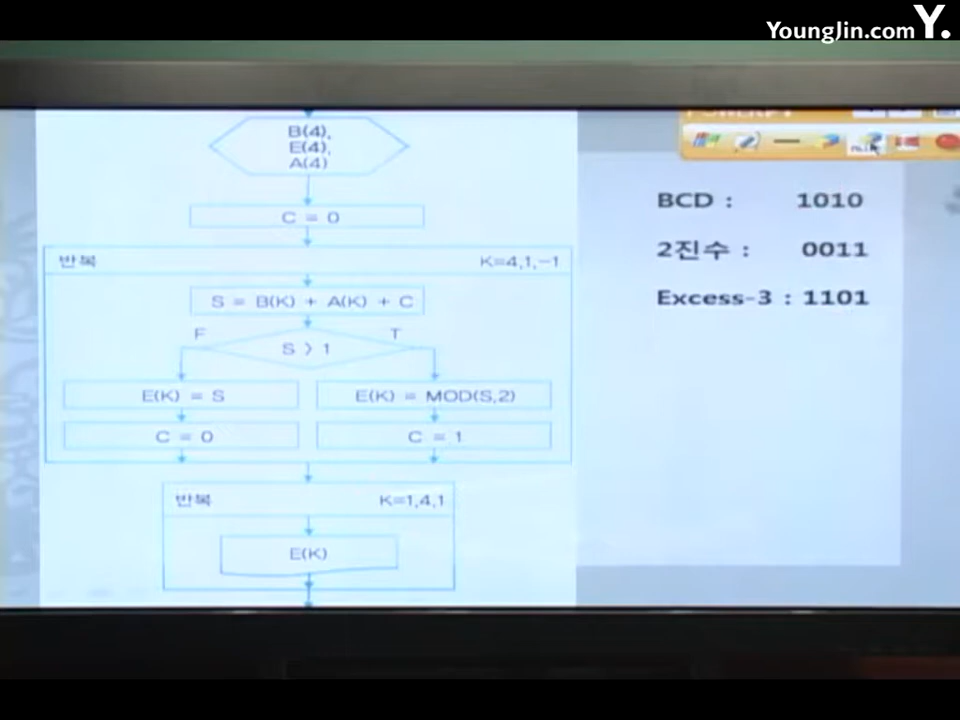 YoungJin.com Y.
B(4),
E(4),
A(4)
C = 0
반복 K=4,1,-1
S = B(K) + A(K) + C
F T
S > 1
E(K) = S E(K) = MOD(S,2)
C = 0 C = 1
반복 K=1,4,1
E(K)
BCD : 1010
2진수 : 0011
Excess-3 : 1101